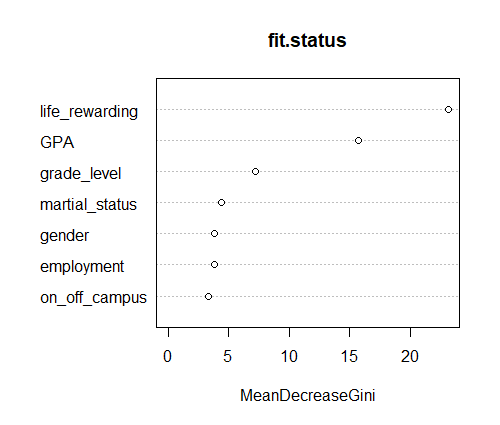 fit.status
life_rewarding
GPA
grade_level
martial_status
gender
employment
on_off_campus
0 5 10 15 20
MeanDecreaseGini